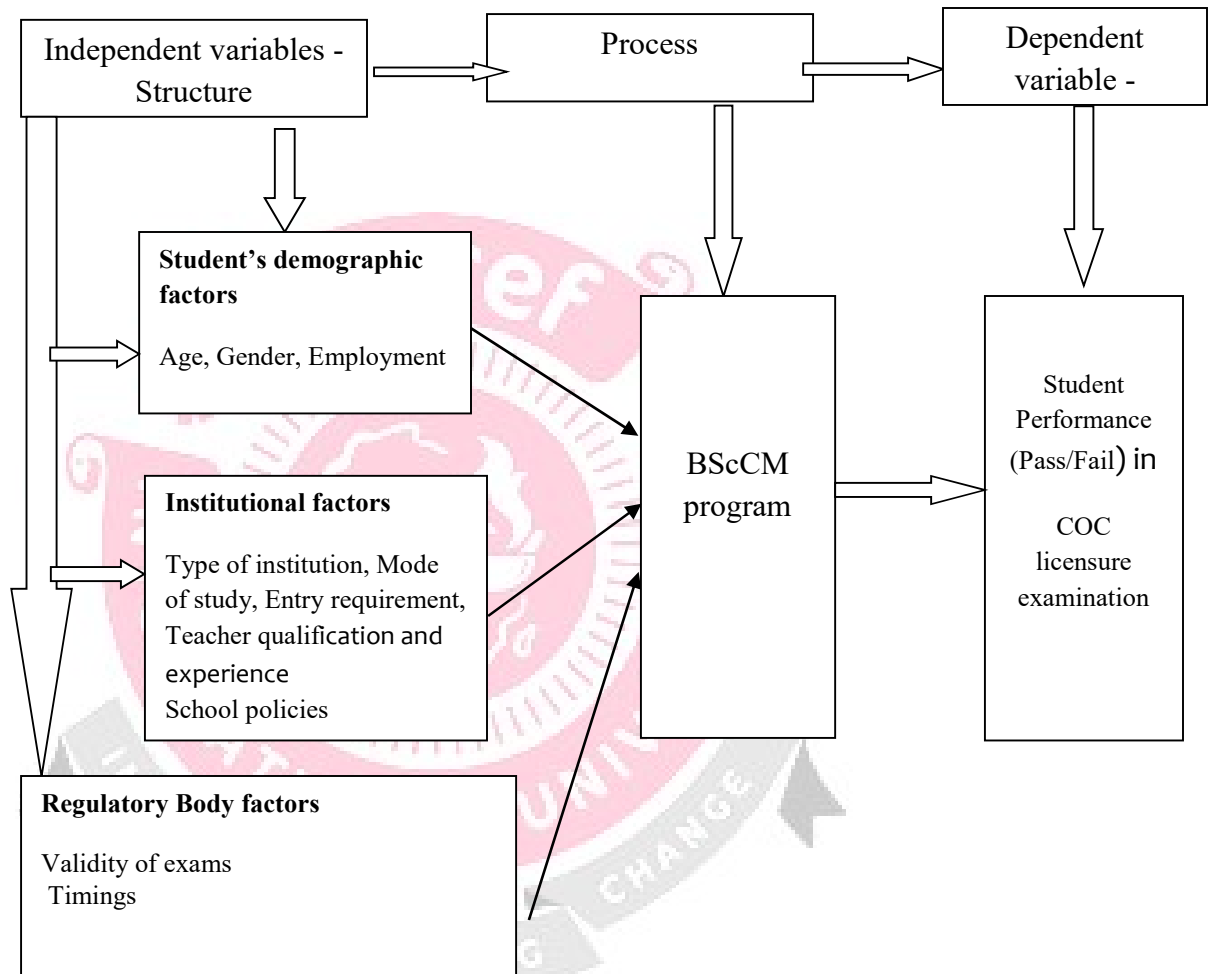 Independent variables -
Structure
Process
Dependent
variable -
Student’s demographic
factors
Age, Gender, Employment
Institutional factors
Type of institution, Mode
of study, Entry requirement,
Teacher qualification and
experience
School policies
Regulatory Body factors
Validity of exams
Timings
BScCM
program
Student
Performance
(Pass/Fail) in
COC
licensure
examination
CHANGE